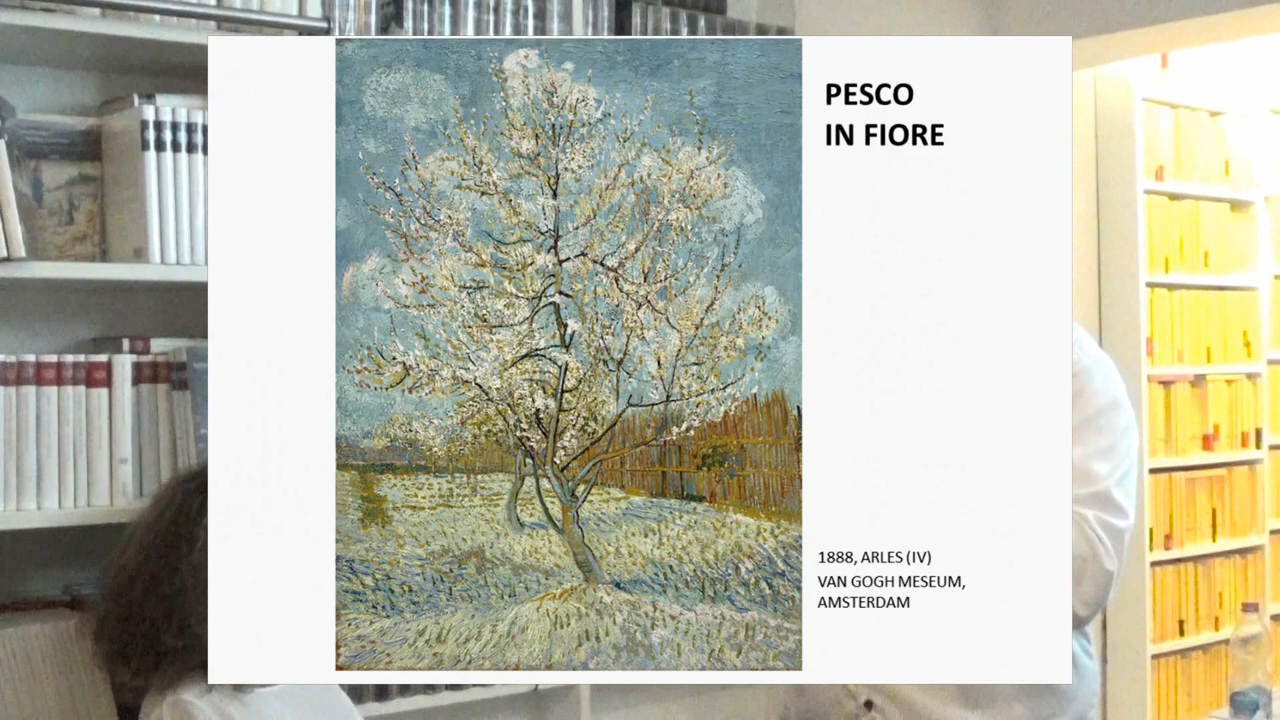 PESCO
IN FIORE
1888, ARLES (IV)
VAN GOGH MESEUM,
AMSTERDAM